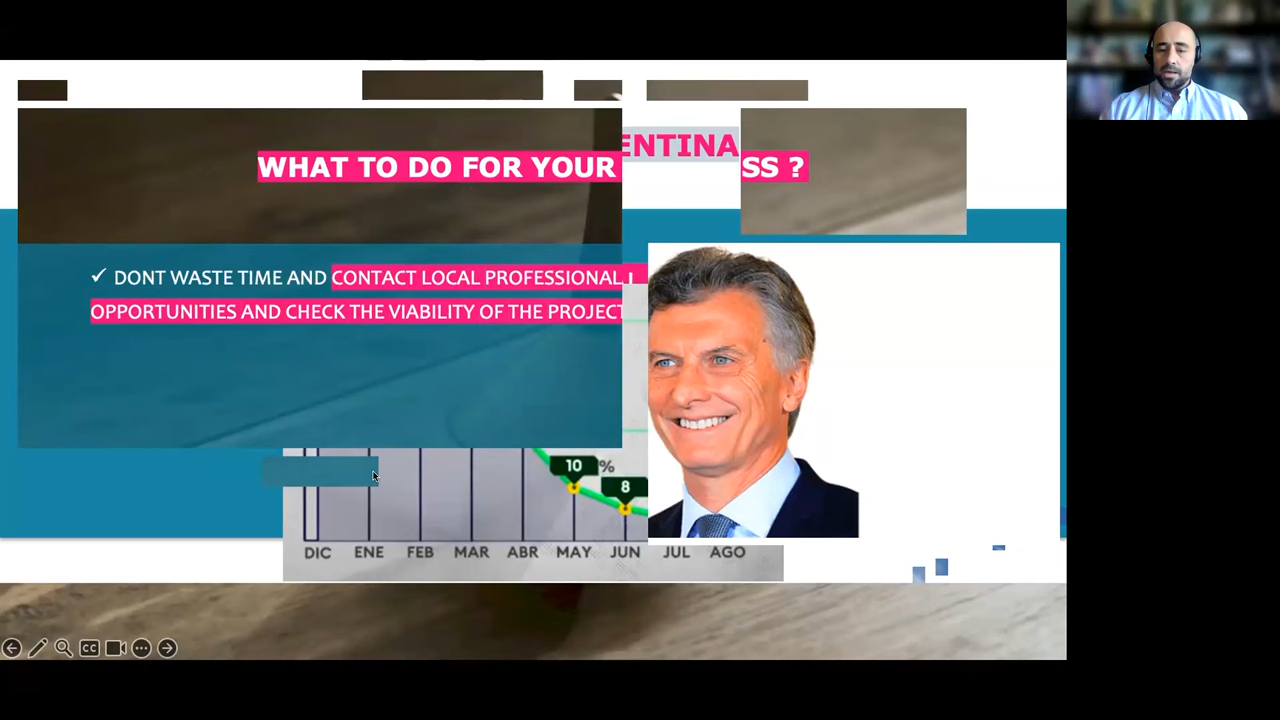 ENTINA
WHAT TO DO FOR YOUR SS ?
✓ DONT WASTE TIME AND CONTACT LOCAL PROFESSIONAL
OPPORTUNITIES AND CHECK THE VIABILITY OF THE PROJECT
10 %
8
DIC ENE FEB MAR ABR MAY JUN JUL AGO
CC